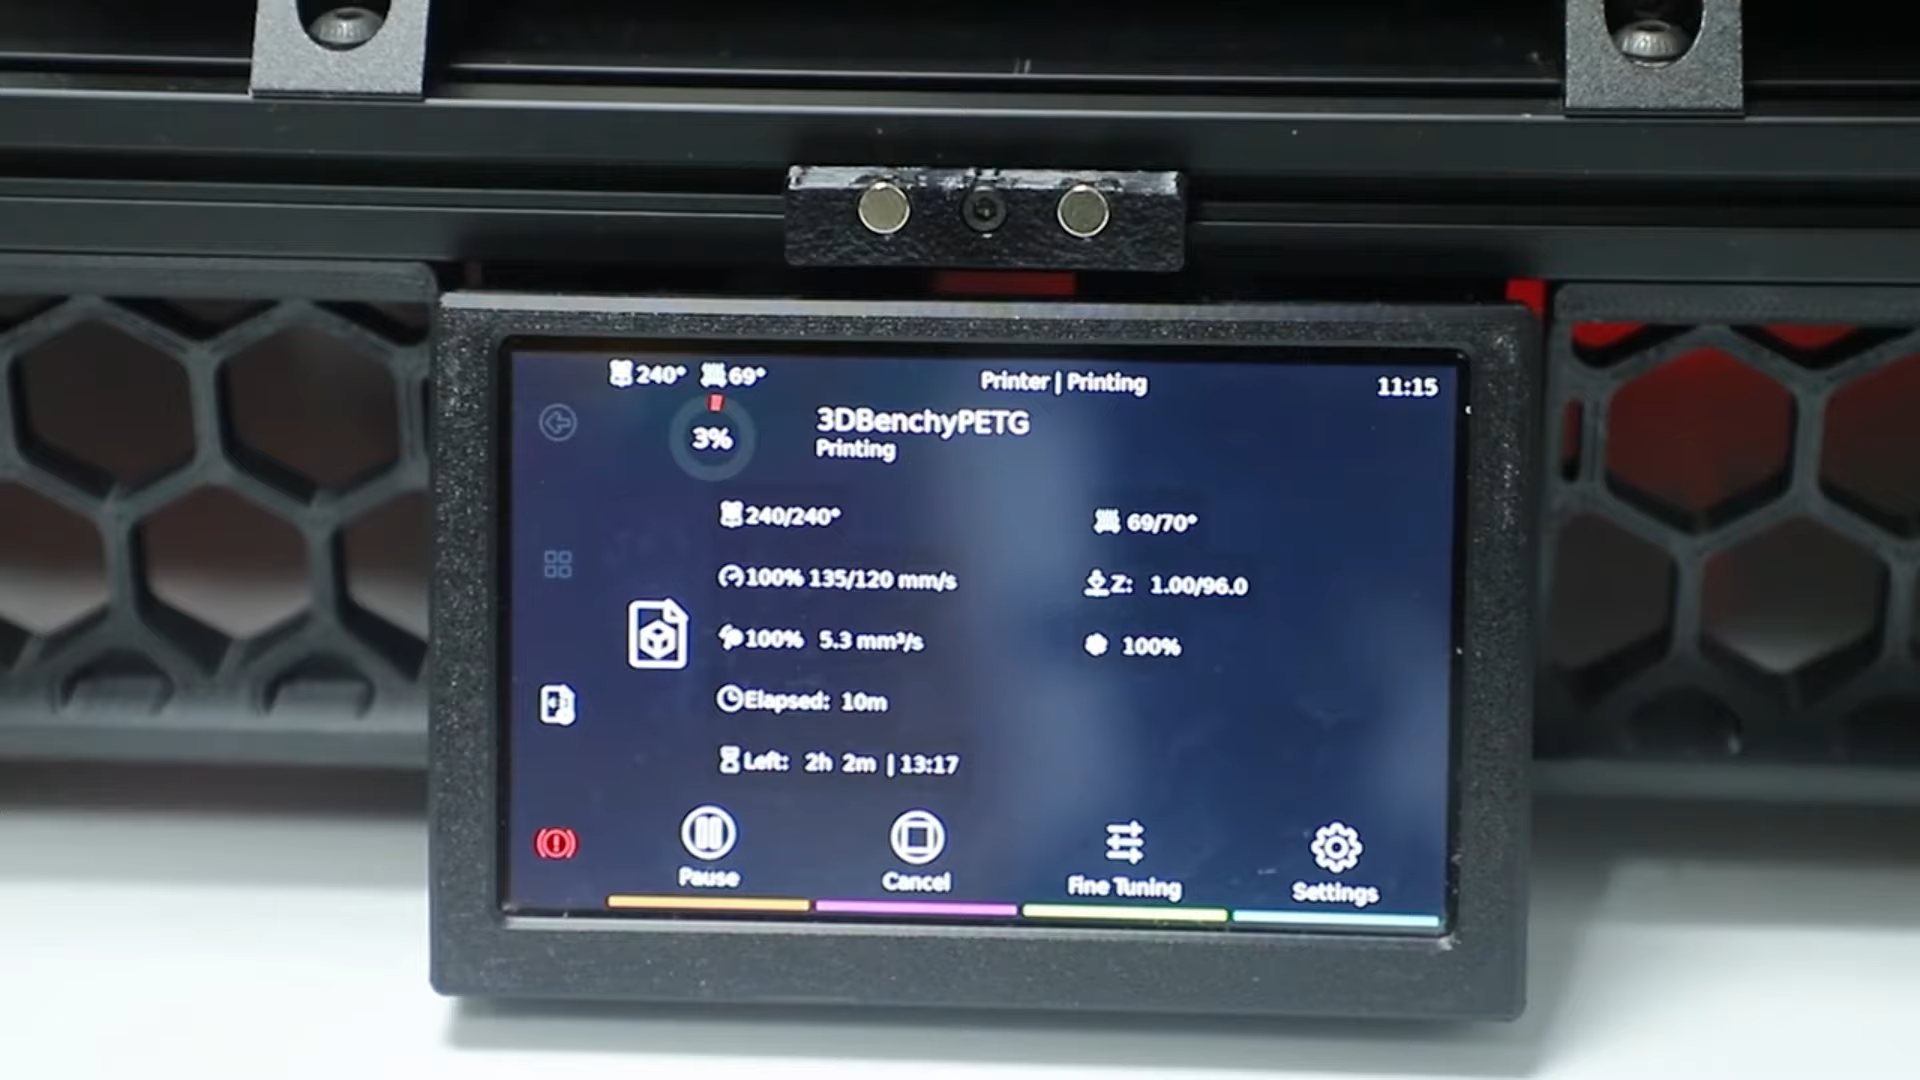 240° 69°
Printer | Printing
11:15
3%
3DBenchyPETG
Printing
240/240°
69/70°
100% 135/120 mm/s
Z: 1.00/96.0
100% 5.3 mm³/s
100%
Elapsed: 10m
Left: 2h 2m | 13:17
Pause
Cancel
Fine Tuning
Settings